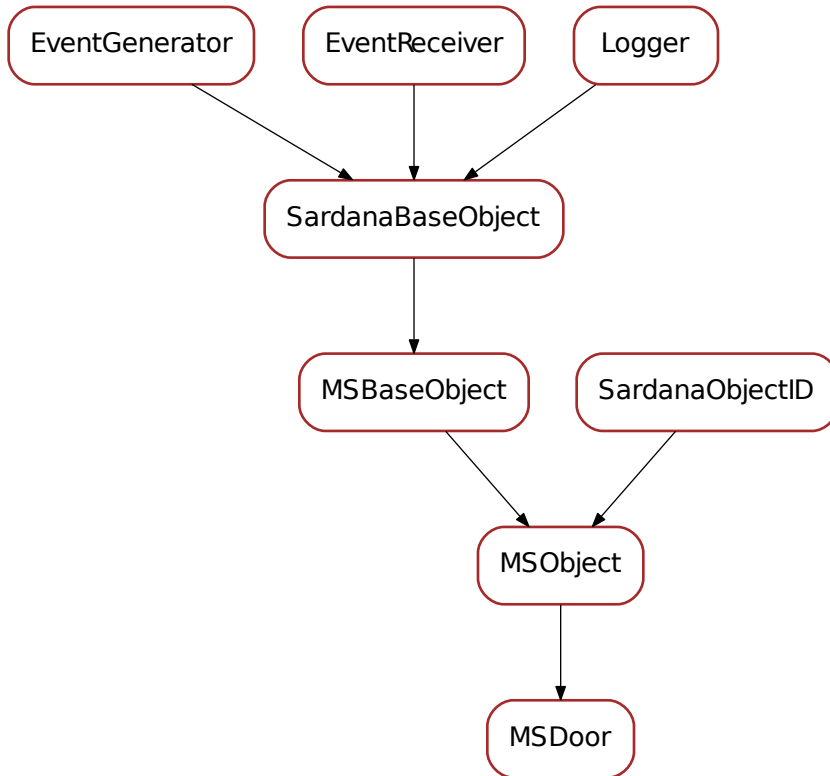 EventGenerator
EventReceiver
Logger
SardanaBaseObject
MSBaseObject
SardanaObjectID
MSObject
MSDoor